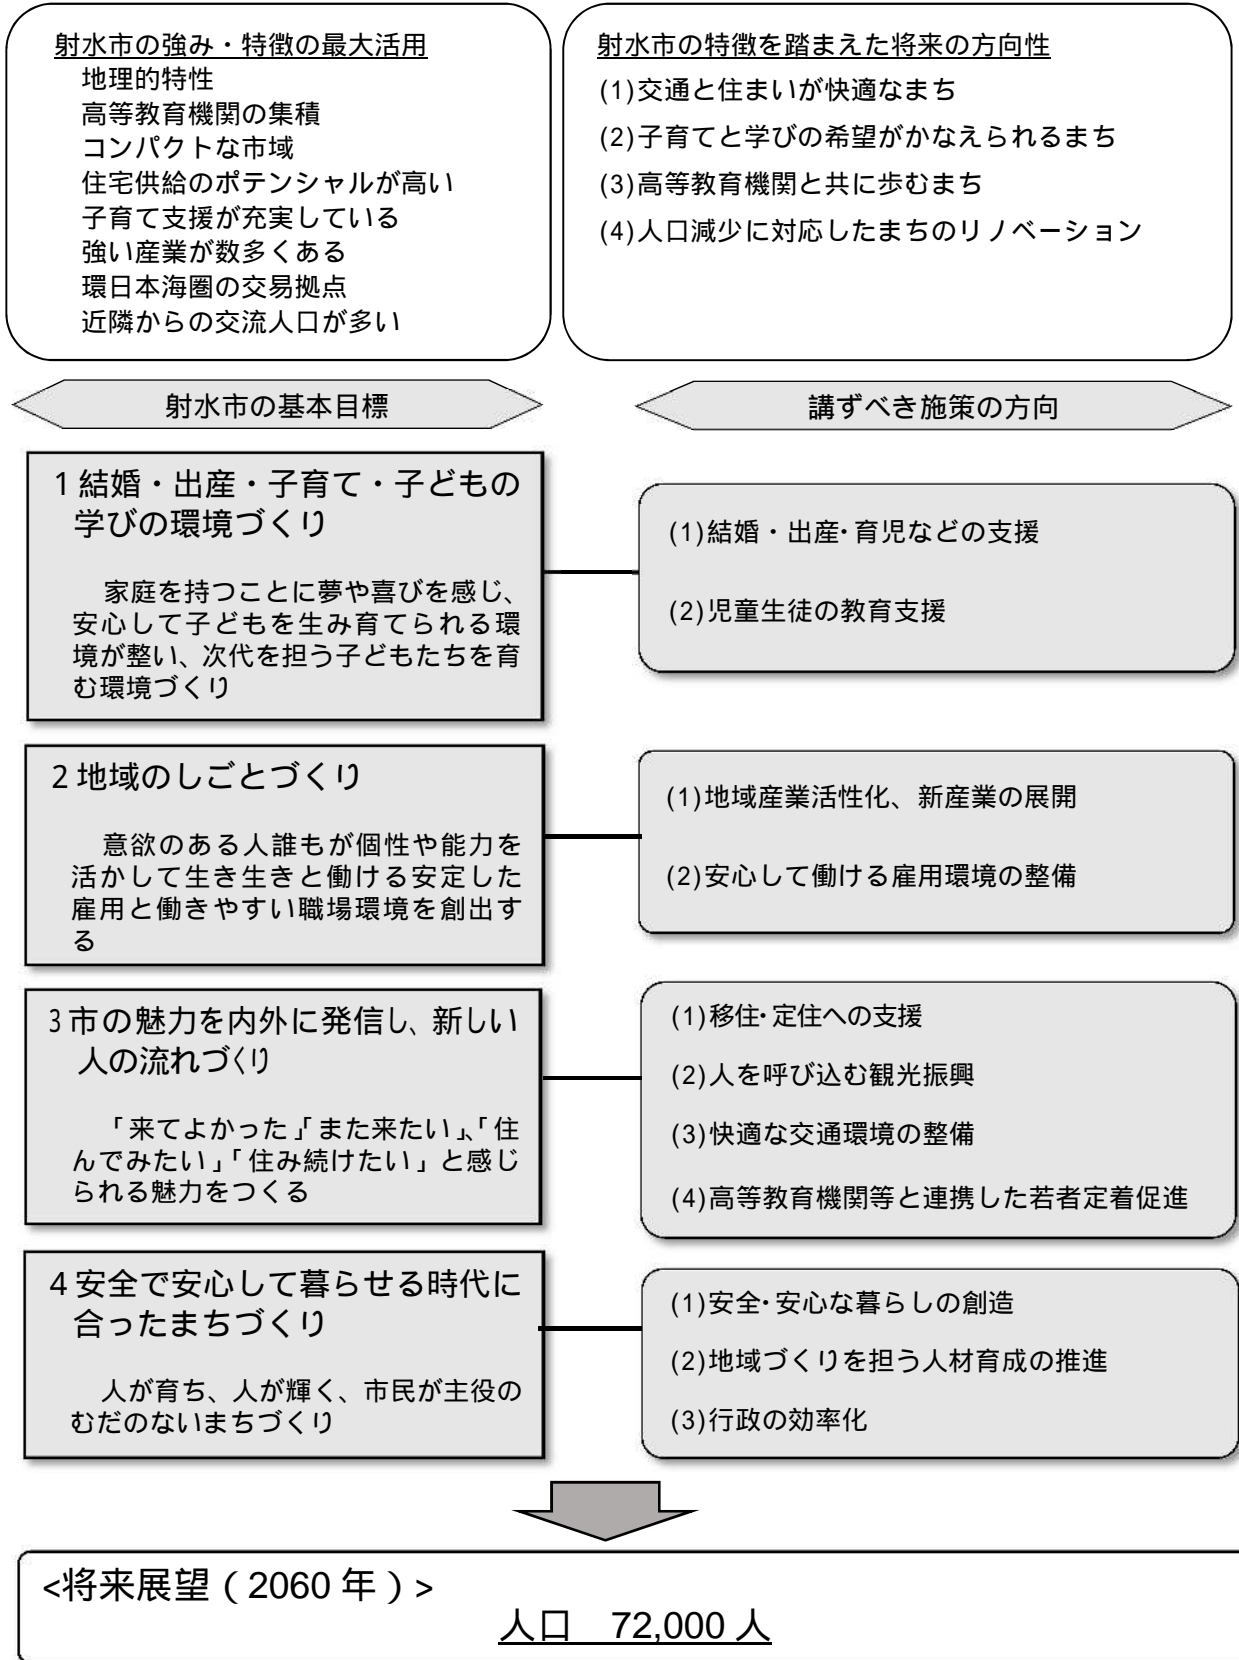 射水市の強み・特徴の最大活用
地理的特性
高等教育機関の集積
コンパクトな市域
住宅供給のポテンシャルが高い
子育て支援が充実している
強い産業が数多くある
環日本海圏の交易拠点
近隣からの交流人口が多い
射水市の特徴を踏まえた将来の方向性
(1)交通と住まいが快適なまち
(2)子育てと学びの希望がかなえられるまち
(3)高等教育機関と共に歩むまち
(4)人口減少に対応したまちのリノベーション
射水市の基本目標
講ずべき施策の方向
1 結婚・出産・子育て・子どもの
学びの環境づくり
家庭を持つことに夢や喜びを感じ、
安心して子どもを生み育てられる環
境が整い、次代を担う子どもたちを育
む環境づくり
(1)結婚・出産・育児などの支援
(2)児童生徒の教育支援
2 地域のしごとづくり
意欲のある人誰もが個性や能力を
活かして生き生きと働ける安定した
雇用と働きやすい職場環境を創出す
る
(1)地域産業活性化、新産業の展開
(2)安心して働ける雇用環境の整備
3 市の魅力を内外に発信し、新しい
人の流れづくり
「来てよかった」「また来たい」、「住
んでみたい」「住み続けたい」と感じ
られる魅力をつくる
(1)移住・定住への支援
(2)人を呼び込む観光振興
(3)快適な交通環境の整備
(4)高等教育機関等と連携した若者定着促進
4 安全で安心して暮らせる時代に
合ったまちづくり
人が育ち、人が輝く、市民が主役の
むだのないまちづくり
(1)安全・安心な暮らしの創造
(2)地域づくりを担う人材育成の推進
(3)行政の効率化
<将来展望（2060 年）>
人口　72,000 人